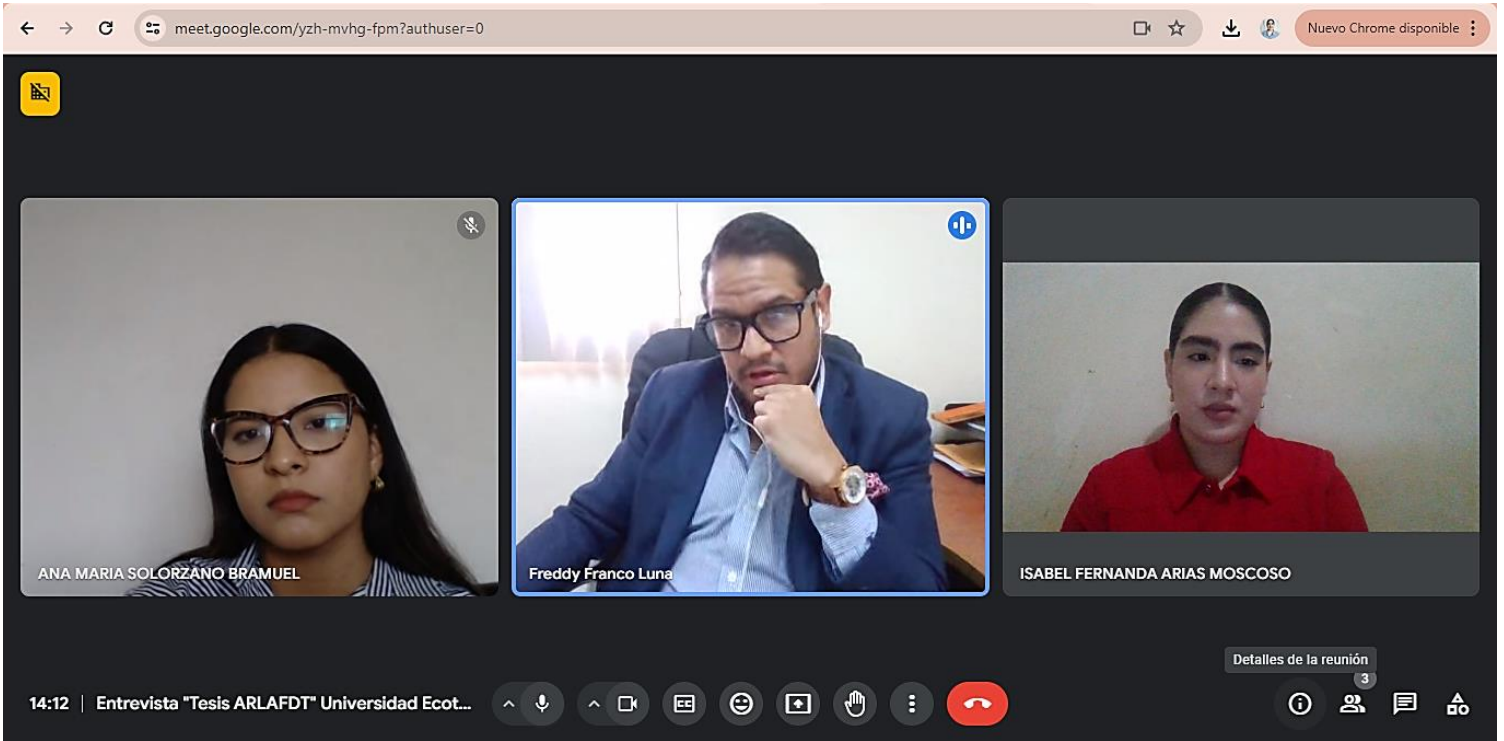 meet.google.com/yzh-mvhg-fpm?authuser=0
Nuevo Chrome disponible
ANA MARIA SOLORZANO BRAMUEL
Freddy Franco Luna
ISABEL FERNANDA ARIAS MOSCOSO
Detalles de la reunión
3
14:12 | Entrevista "Tesis ARLAFDT" Universidad Ecot...
CC